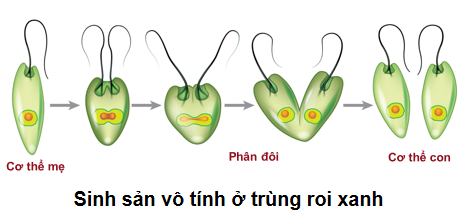 Cơ thể mẹ
Phân đôi
Cơ thể con
Sinh sản vô tính ở trùng roi xanh